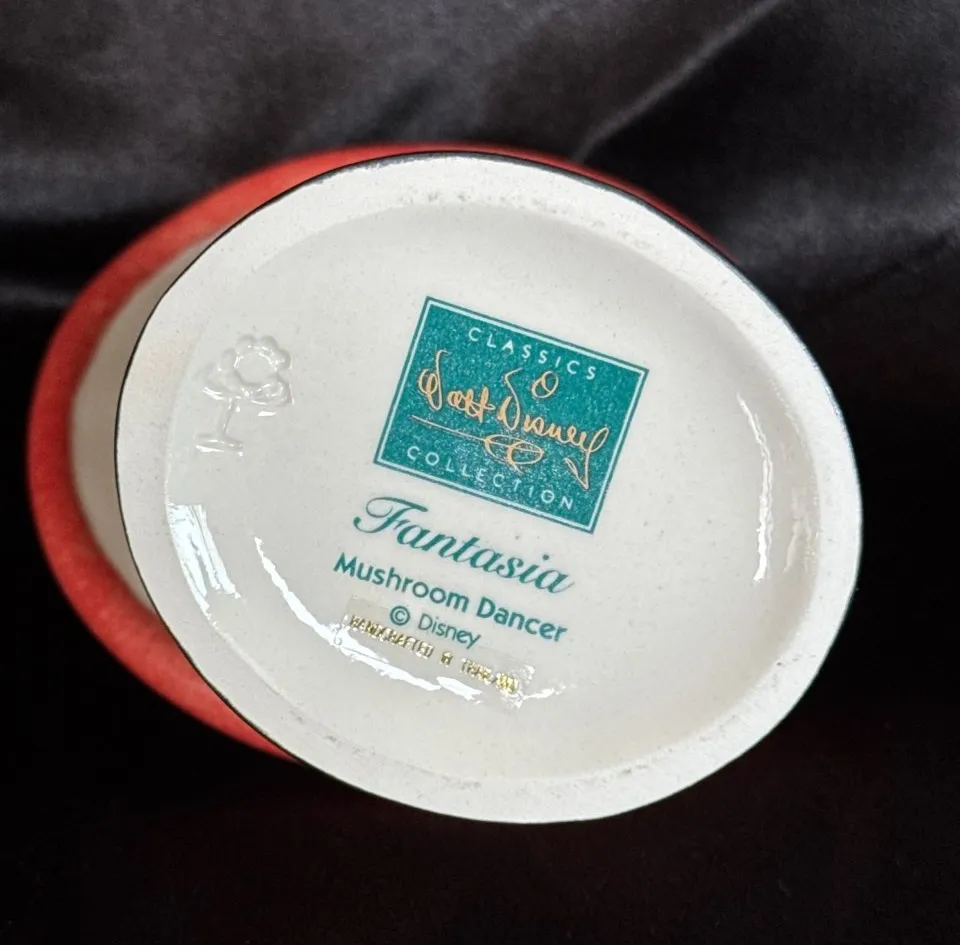 CLASSICS
Walt Disney
COLLECTION
Fantasia
Mushroom Dancer
© Disney
HANDCRAFTED IN THAILAND